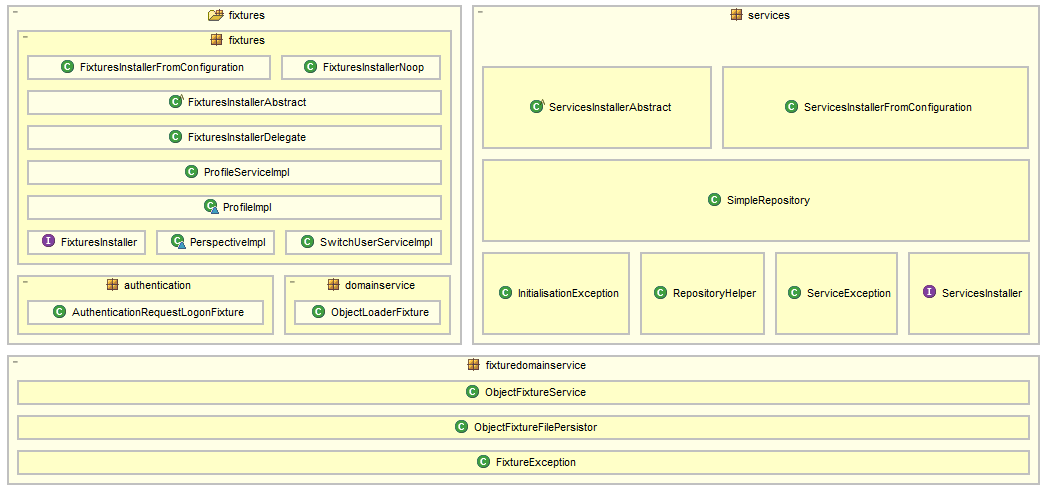 fixtures
fixtures
FixturesInstallerFromConfiguration
FixturesInstallerNoop
FixturesInstallerAbstract
FixturesInstallerDelegate
ProfileServiceImpl
ProfileImpl
FixturesInstaller
PerspectiveImpl
SwitchUserServiceImpl
authentication
AuthenticationRequestLogonFixture
domainservice
ObjectLoaderFixture
services
ServicesInstallerAbstract
ServicesInstallerFromConfiguration
SimpleRepository
InitialisationException
RepositoryHelper
ServiceException
ServicesInstaller
fixturedomainservice
ObjectFixtureService
ObjectFixtureFilePersistor
FixtureException